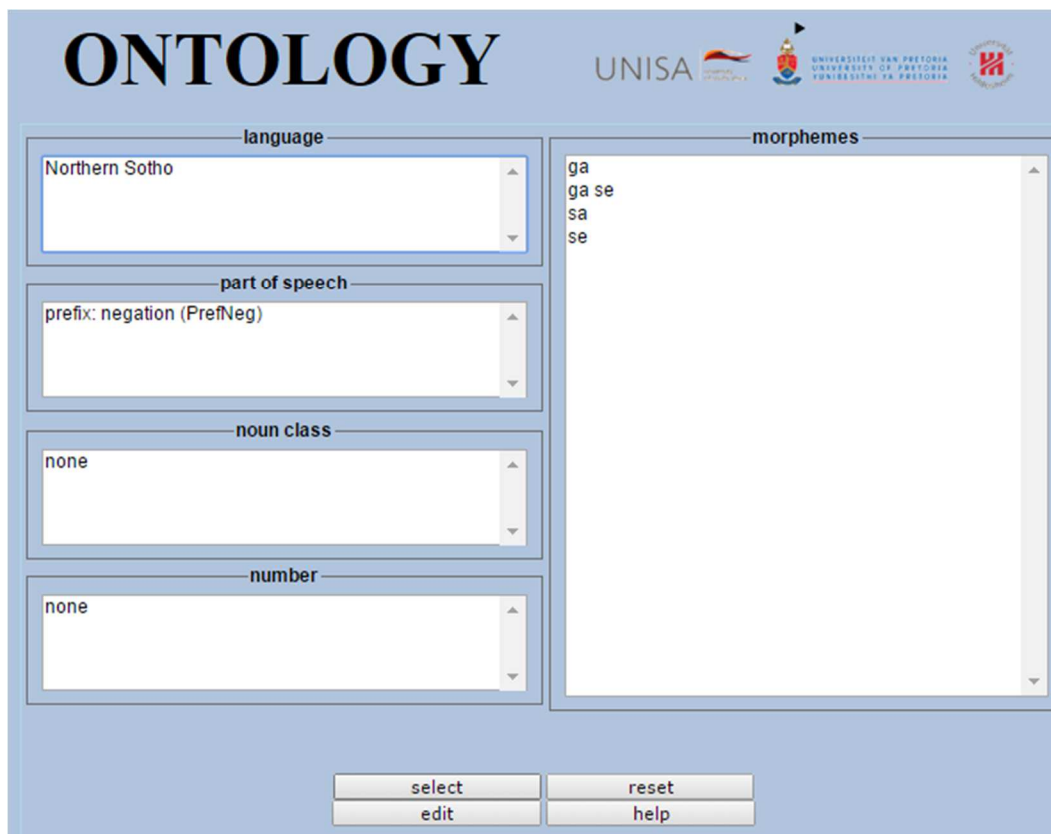 ONTOLOGY
UNISA
UNIVERSITEIT VAN PRETORIA
UNIVERSITY OF PRETORIA
YUNIBESITHI YA PRETORIA
language
Northern Sotho
part of speech
prefix: negation (PrefNeg)
noun class
none
number
none
morphemes
ga
ga se
sa
se
select
reset
edit
help